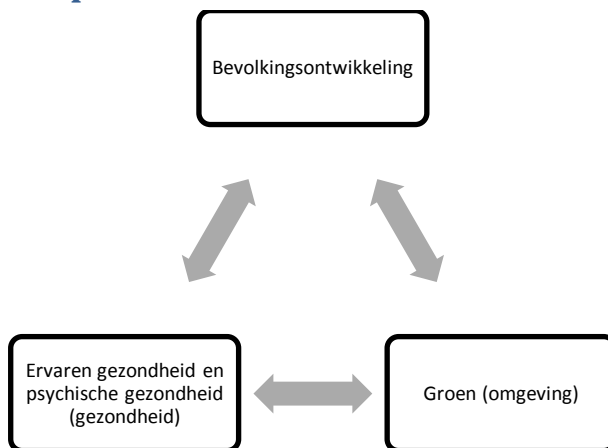 Bevolkingsontwikkeling
Ervaren gezondheid en
psychische gezondheid
(gezondheid)
Groen (omgeving)